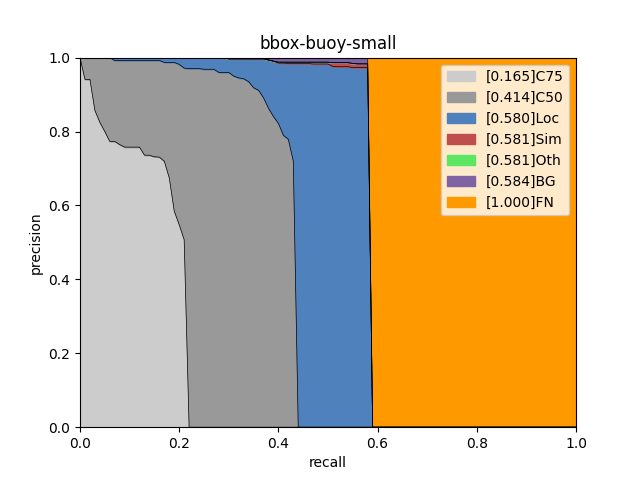 bbox-buoy-small
1.0
0.8
0.6
0.4
0.2
0.0
precision
[0.165]C75
[0.414]C50
[0.580]Loc
[0.581]Sim
[0.581]Oth
[0.584]BG
[1.000]FN
0.0 0.2 0.4 0.6 0.8 1.0
recall